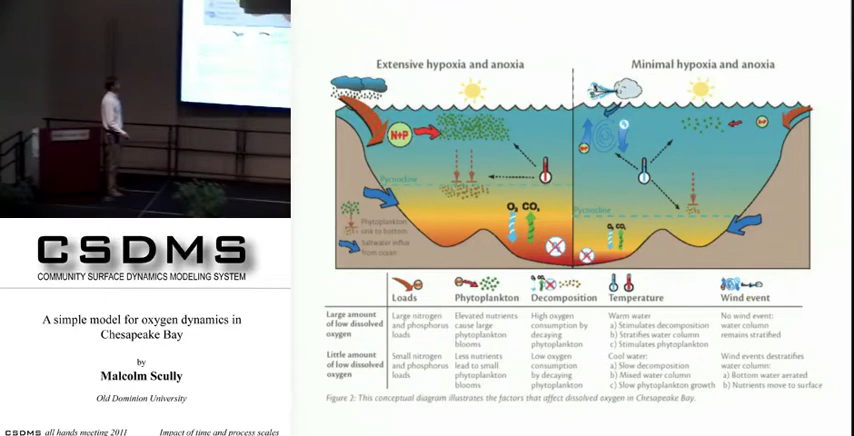 CSDMS
COMMUNITY SURFACE DYNAMICS MODELING SYSTEM
A simple model for oxygen dynamics in
Chesapeake Bay
by
Malcolm Scully
Old Dominion University
CSDMS all hands meeting 2011 Impact of time and process scales
Extensive hypoxia and anoxia
Minimal hypoxia and anoxia
N+P
N+P
N+P
Pycnocline
Pycnocline
O₂ CO₂
O₂ CO₂
Phytoplankton
sink to bottom
Saltwater influx
from ocean
Loads Phytoplankton Decomposition Temperature Wind event
Large amount
of low dissolved
oxygen
Large nitrogen
and phosphorus
loads
Elevated nutrients
cause large
phytoplankton
blooms
High oxygen
consumption by
decaying
phytoplankton
Warm water
a) Stimulates decomposition
b) Stratifies water column
c) Stimulates phytoplankton
No wind event:
water column
remains stratified
Little amount
of low dissolved
oxygen
Small nitrogen
and phosphorus
loads
Less nutrients
lead to small
phytoplankton
blooms
Low oxygen
consumption
by decaying
phytoplankton
Cool water:
a) Slow decomposition
b) Mixed water column
c) Slow phytoplankton growth
Wind events destratifies
water column:
a) Bottom water aerated
b) Nutrients move to surface
Figure 2: This conceptual diagram illustrates the factors that affect dissolved oxygen in Chesapeake Bay.